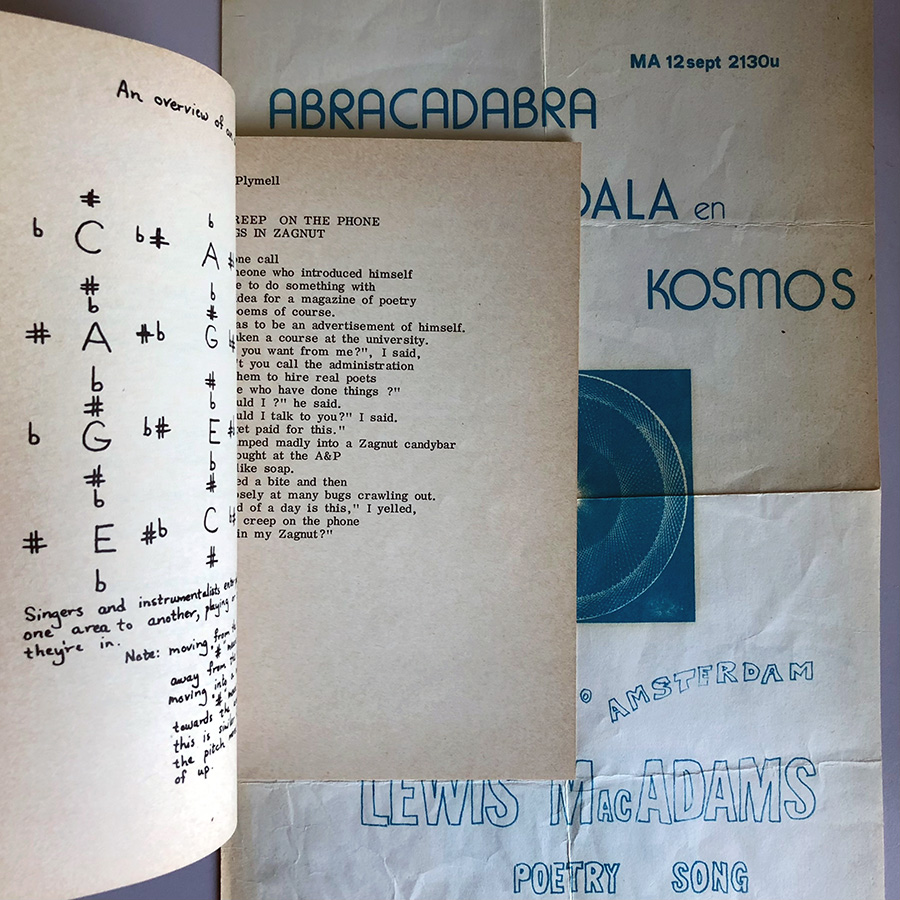 An overview of
#
b C b# b
A #
#
b b
# A #b #
G
b #
# b
b G b# E
# b
b #
# E #b C
b #
Singers and instrumentalists
one area to another, playing
they're in.
Note: moving from
away from
moving into
towards the
this is
the pitch
of up.
Plymell
REEP ON THE PHONE
GS IN ZAGNUT
one call
meone who introduced himself
e to do something with
idea for a magazine of poetry
poems of course.
as to be an advertisement of himself.
aken a course at the university.
you want from me?", I said,
't you call the administration
them to hire real poets
e who have done things ?"
uld I ?" he said.
uld I talk to you?" I said.
get paid for this."
mped madly into a Zagnut candybar
ought at the A&P
like soap.
ed a bite and then
osely at many bugs crawling out.
d of a day is this," I yelled,
creep on the phone
in my Zagnut?"
MA 12sept 2130u
ABRACADABRA
DALA en
KOSMOS
AMSTERDAM
LEWIS MacADAMS
POETRY SONG